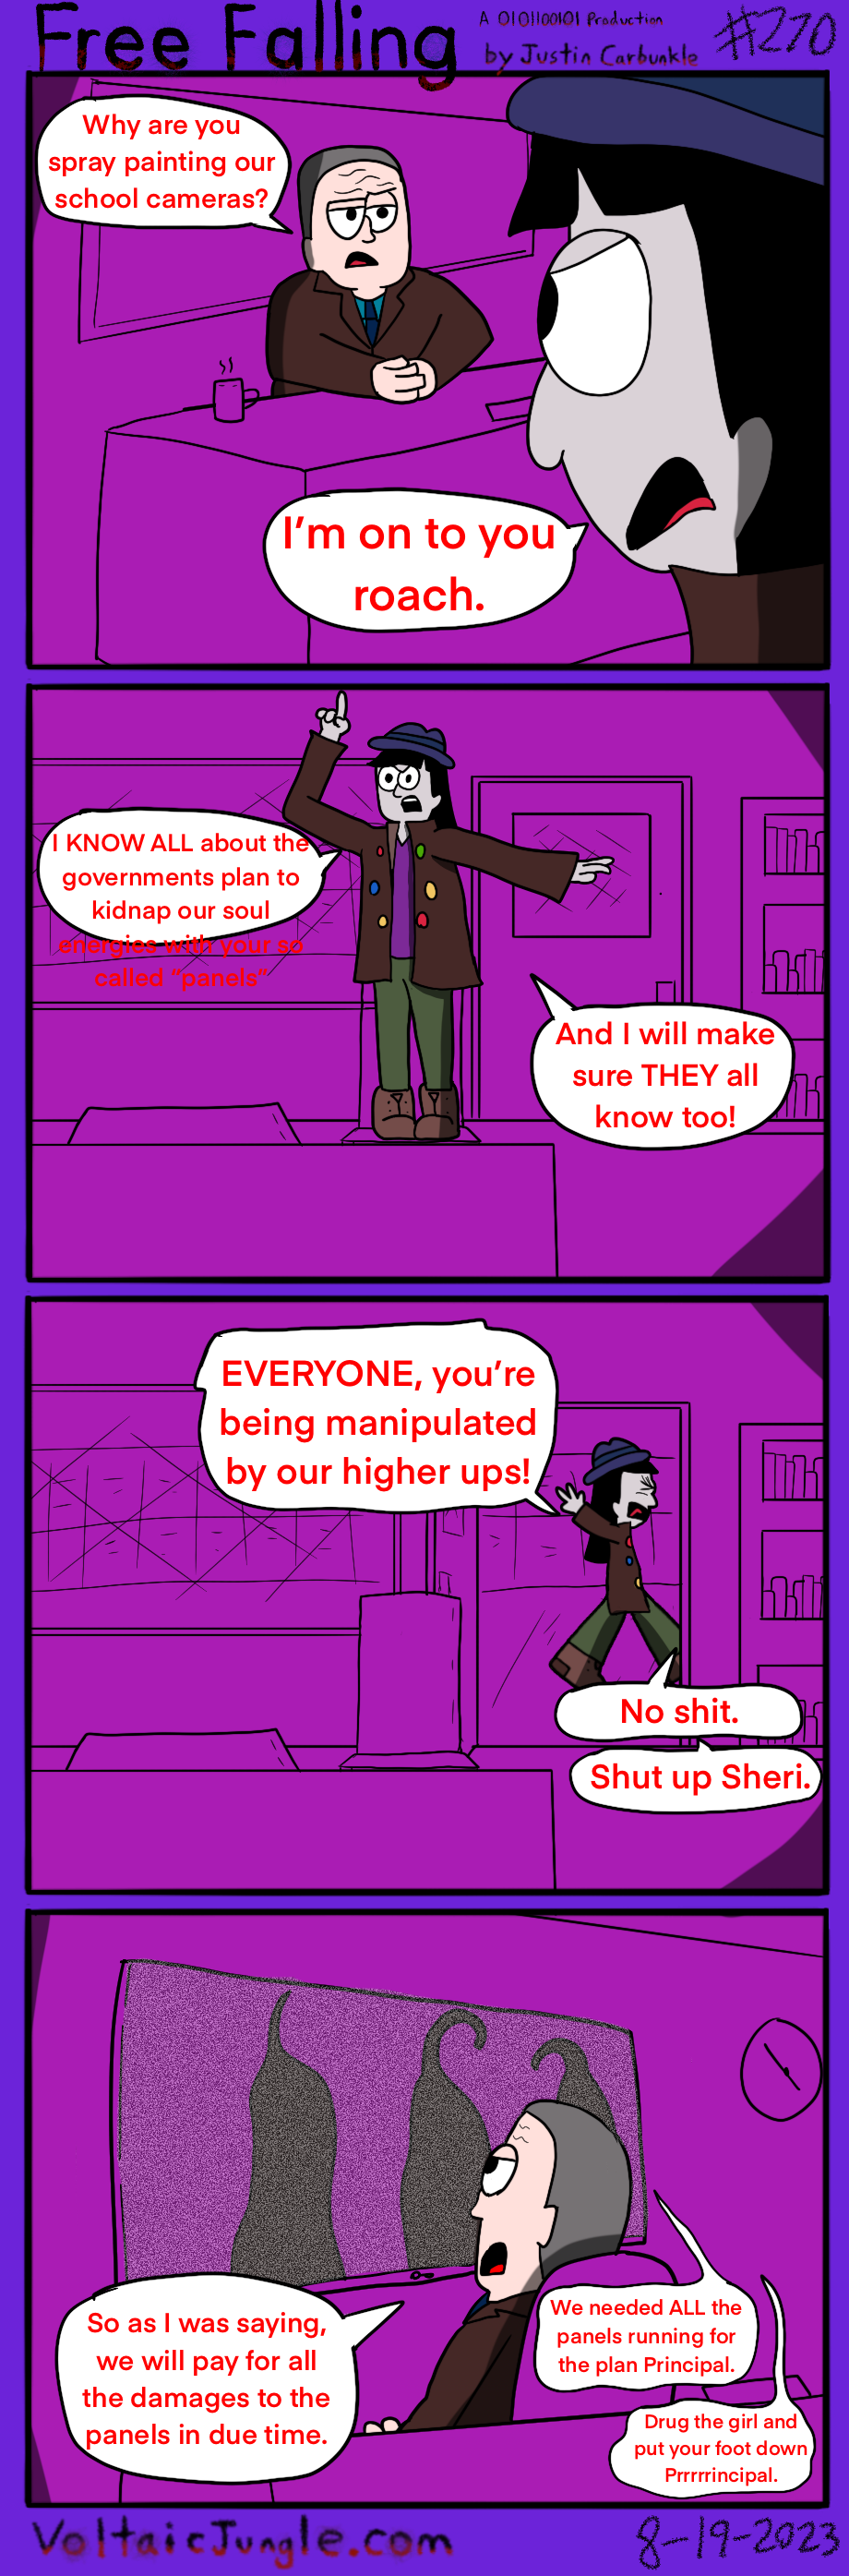 Free Falling
A 0101100101 Production
by Justin Carbunkle
#270
Why are you
spray painting our
school cameras?
I'm on to you
roach.
I KNOW ALL about the
governments plan to
kidnap our soul
energies with your so
called "panels"
And I will make
sure THEY all
know too!
EVERYONE, you're
being manipulated
by our higher ups!
No shit.
Shut up Sheri.
So as I was saying,
we will pay for all
the damages to the
panels in due time.
We needed ALL the
panels running for
the plan Principal.
Drug the girl and
put your foot down
Prrrrrincipal.
VoltaicJungle.com
8-19-2023